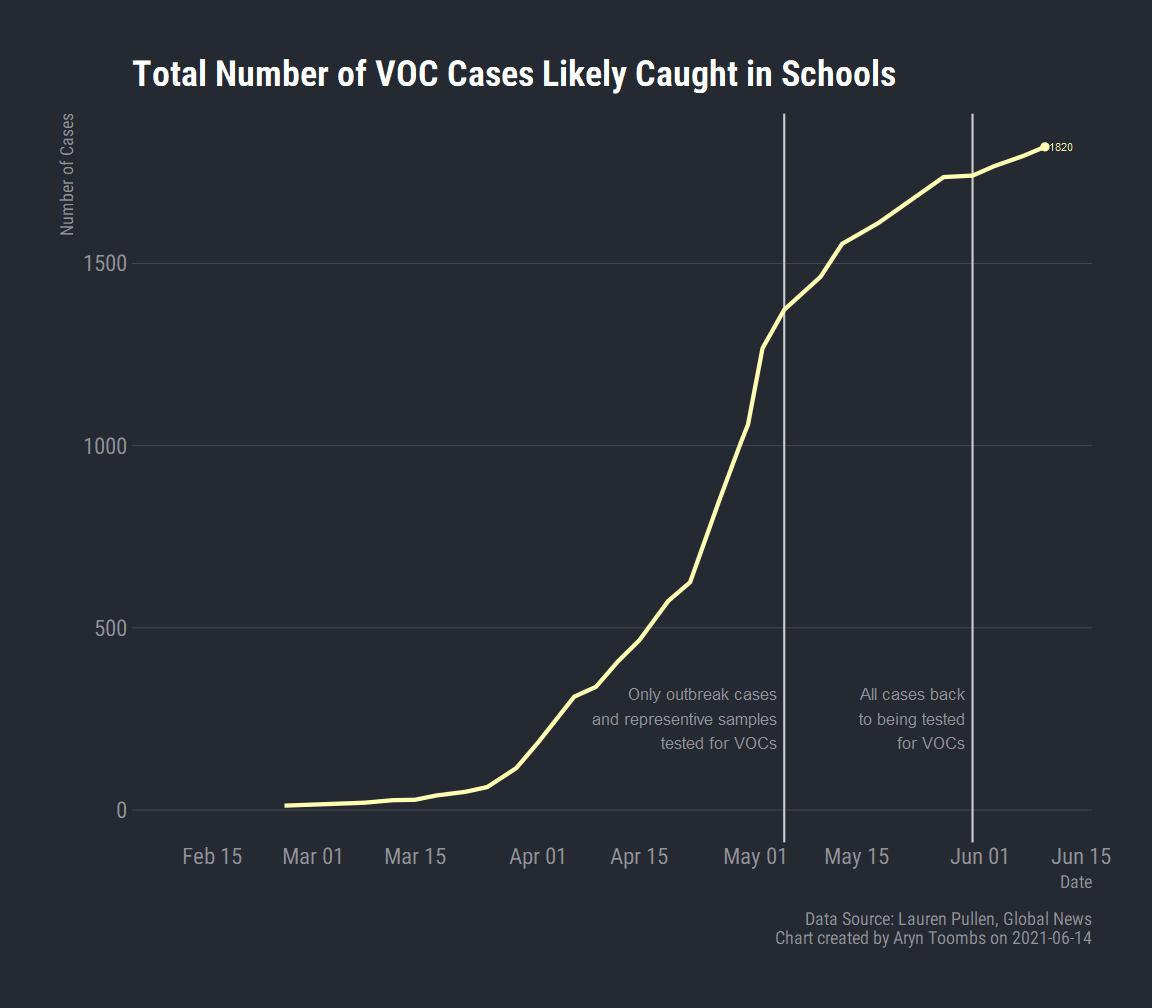 Total Number of VOC Cases Likely Caught in Schools
Number of Cases
1820
1500
1000
500
0
Only outbreak cases
and representive samples
tested for VOCs
All cases back
to being tested
for VOCs
Feb 15 Mar 01 Mar 15 Apr 01 Apr 15 May 01 May 15 Jun 01 Jun 15
Date
Data Source: Lauren Pullen, Global News
Chart created by Aryn Toombs on 2021-06-14